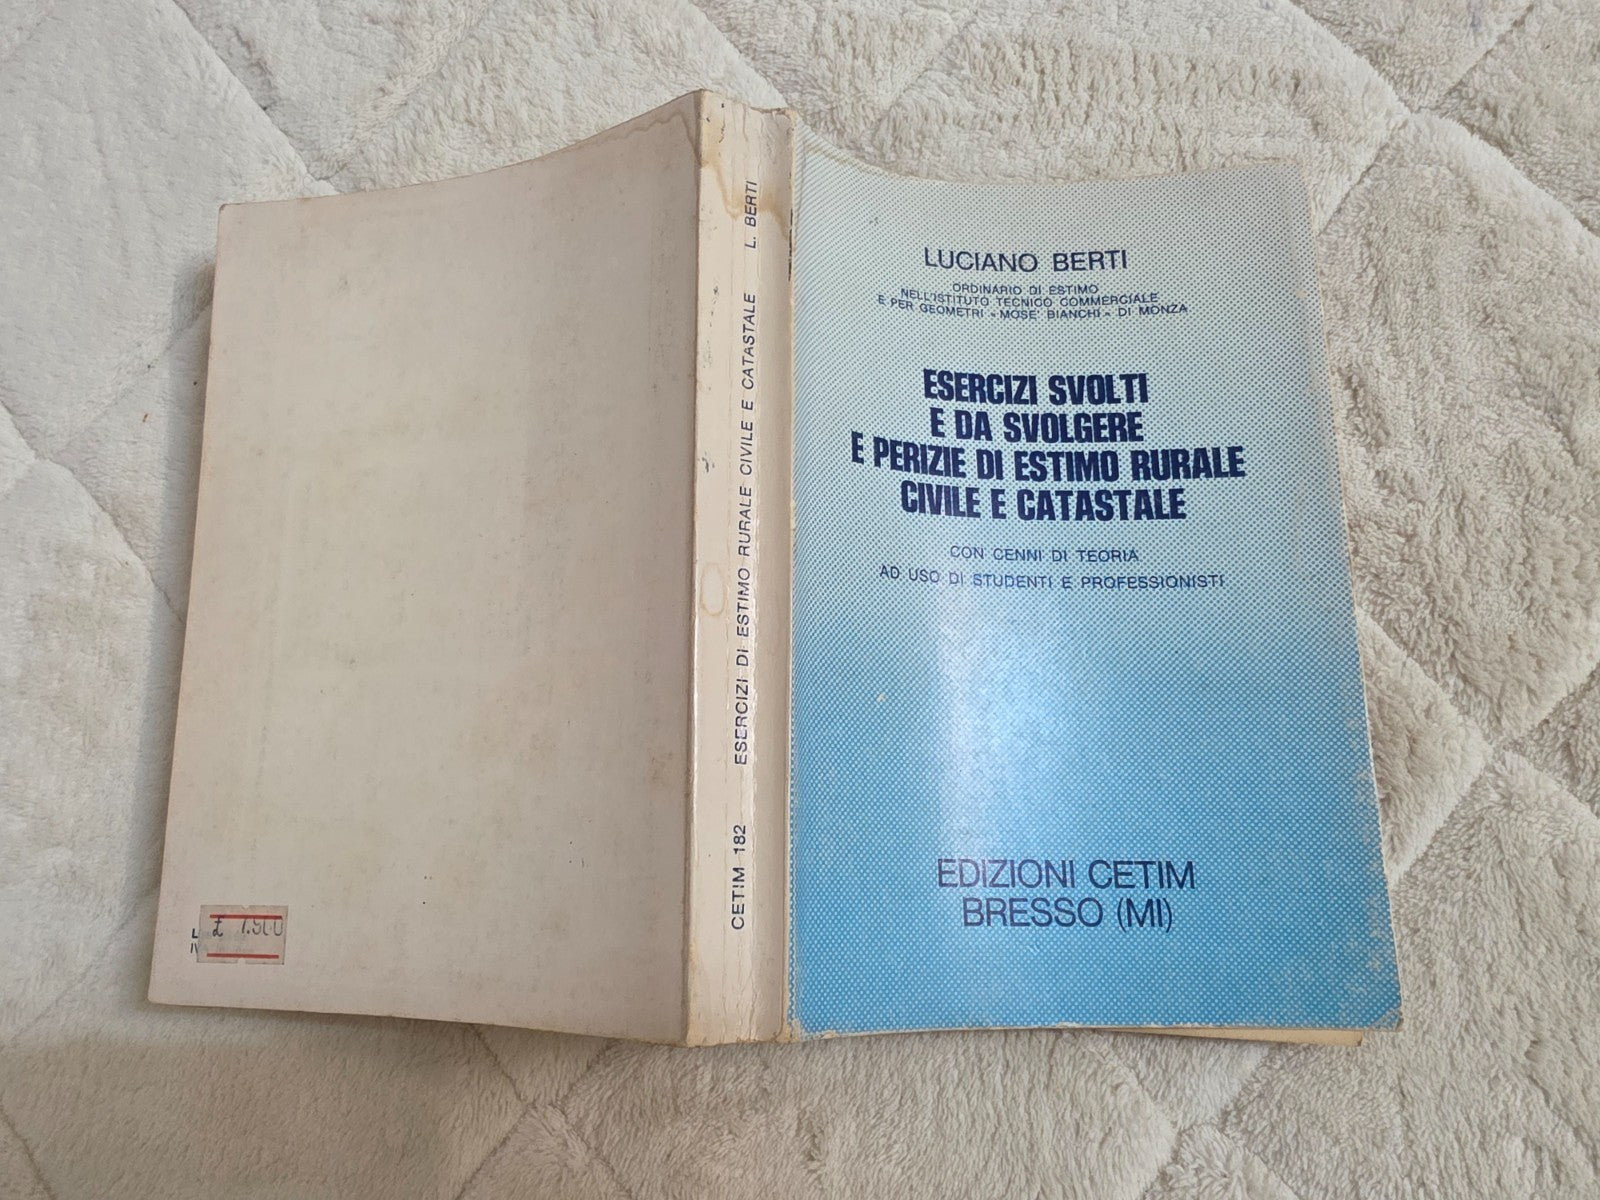 LUCIANO BERTI
ORDINARIO DI ESTIMO
NELL'ISTITUTO TECNICO COMMERCIALE
E PER GEOMETRI «MOSE' BIANCHI» DI MONZA
ESERCIZI SVOLTI
E DA SVOLGERE
E PERIZIE DI ESTIMO RURALE
CIVILE E CATASTALE
CON CENNI DI TEORIA
AD USO DI STUDENTI E PROFESSIONISTI
EDIZIONI CETIM
BRESSO (MI)
CETIM 182 ESERCIZI DI ESTIMO RURALE CIVILE E CATASTALE L. BERTI
£ 7.900